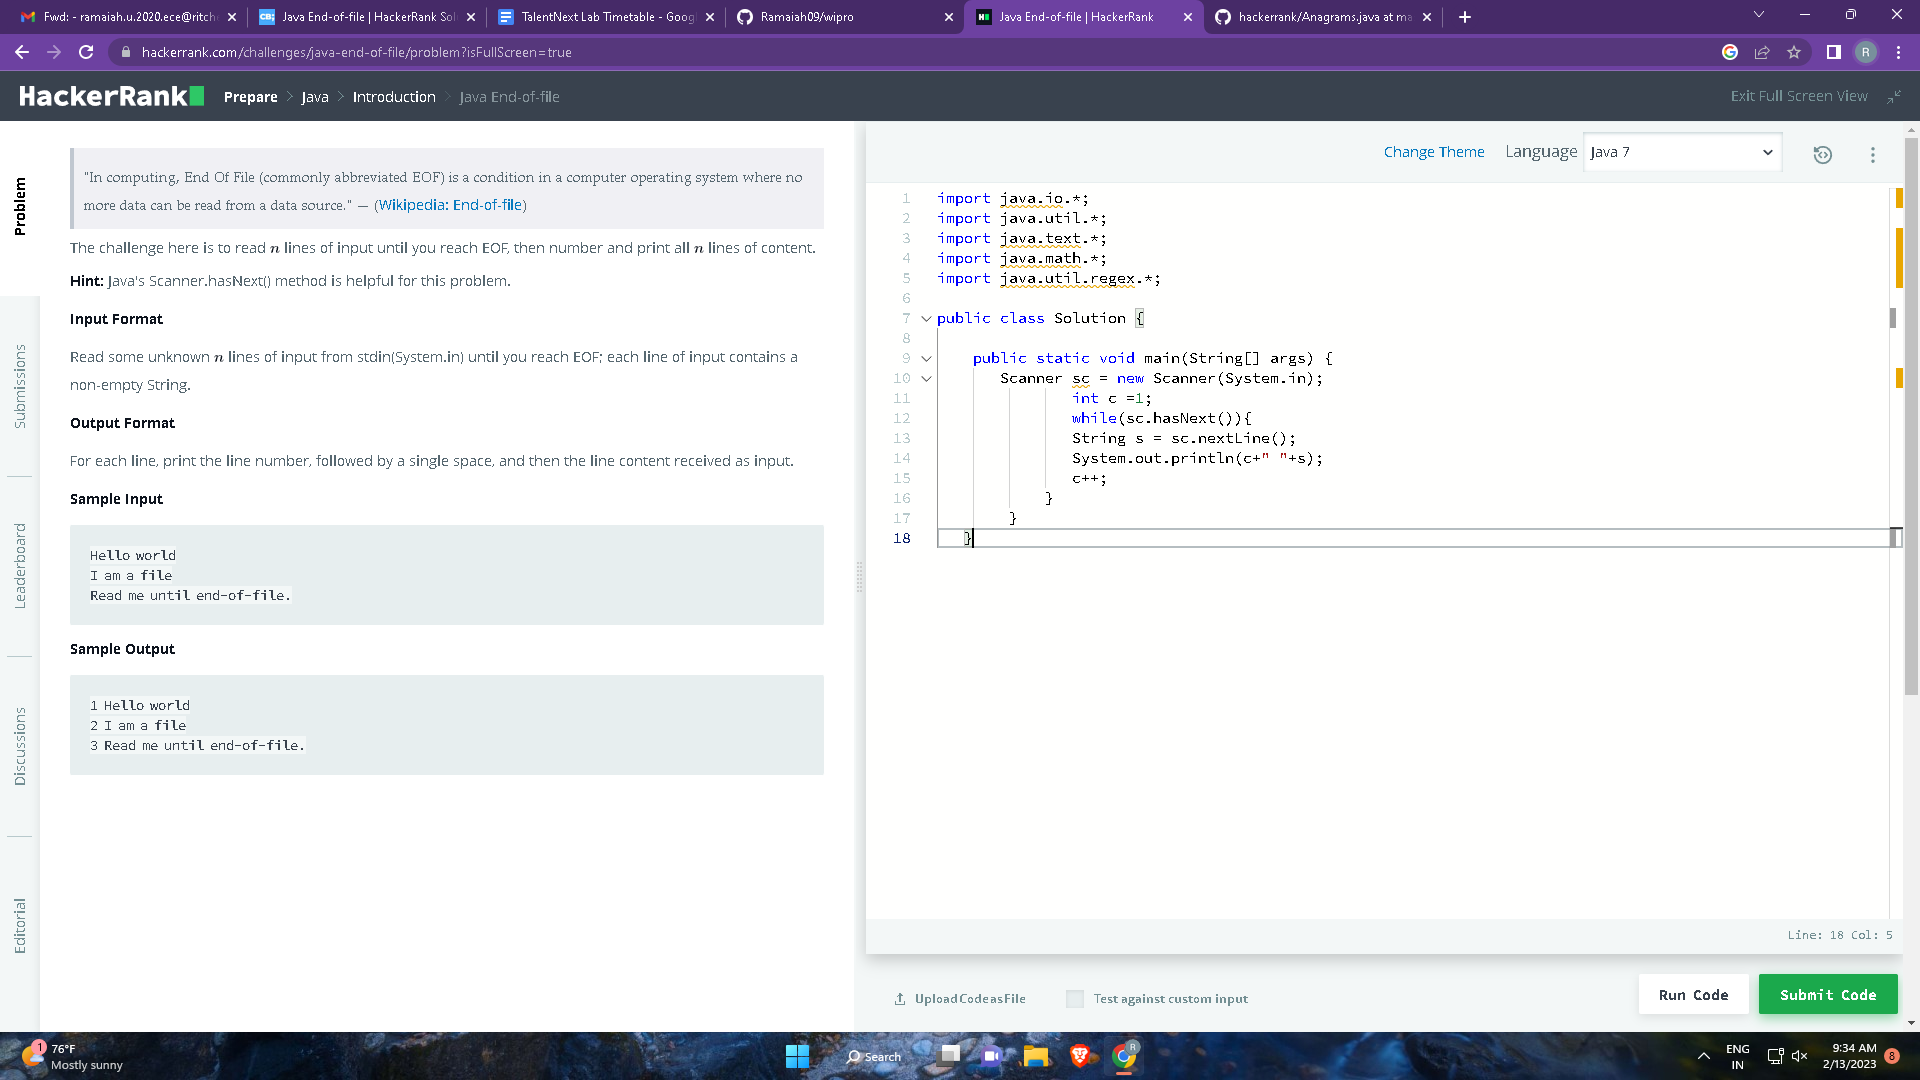 Fwd: - ramaiah.u.2020.ece@ritche
Java End-of-file | HackerRank Sol
TalentNext Lab Timetable - Googl
Ramaiah09/wipro
Java End-of-file | HackerRank
hackerrank/Anagrams.java at ma
hackerrank.com/challenges/java-end-of-file/problem?isFullScreen=true
R
HackerRank
Prepare > Java > Introduction > Java End-of-file
Exit Full Screen View
Problem
Submissions
Leaderboard
Discussions
Editorial
"In computing, End Of File (commonly abbreviated EOF) is a condition in a computer operating system where no
more data can be read from a data source." — (Wikipedia: End-of-file)
The challenge here is to read n lines of input until you reach EOF, then number and print all n lines of content.
Hint: Java's Scanner.hasNext() method is helpful for this problem.
Input Format
Read some unknown n lines of input from stdin(System.in) until you reach EOF; each line of input contains a
non-empty String.
Output Format
For each line, print the line number, followed by a single space, and then the line content received as input.
Sample Input
Hello world
I am a file
Read me until end-of-file.
Sample Output
1 Hello world
2 I am a file
3 Read me until end-of-file.
Change Theme
Language
Java 7
1 import java.io.*;
2 import java.util.*;
3 import java.text.*;
4 import java.math.*;
5 import java.util.regex.*;
6
7 public class Solution {
8
9 public static void main(String[] args) {
10 Scanner sc = new Scanner(System.in);
11 int c =1;
12 while(sc.hasNext()){
13 String s = sc.nextLine();
14 System.out.println(c+" "+s);
15 c++;
16 }
17 }
18 }
Line: 18 Col: 5
Upload Code as File
Test against custom input
Run Code
Submit Code
1
76°F
Mostly sunny
Search
R
ENG
IN
9:34 AM
2/13/2023
8